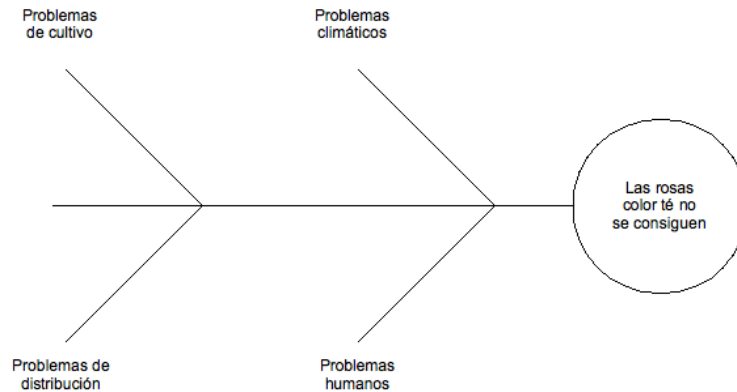 Problemas
de cultivo
Problemas
climáticos
Las rosas
color té no
se consiguen
Problemas de
distribución
Problemas
humanos